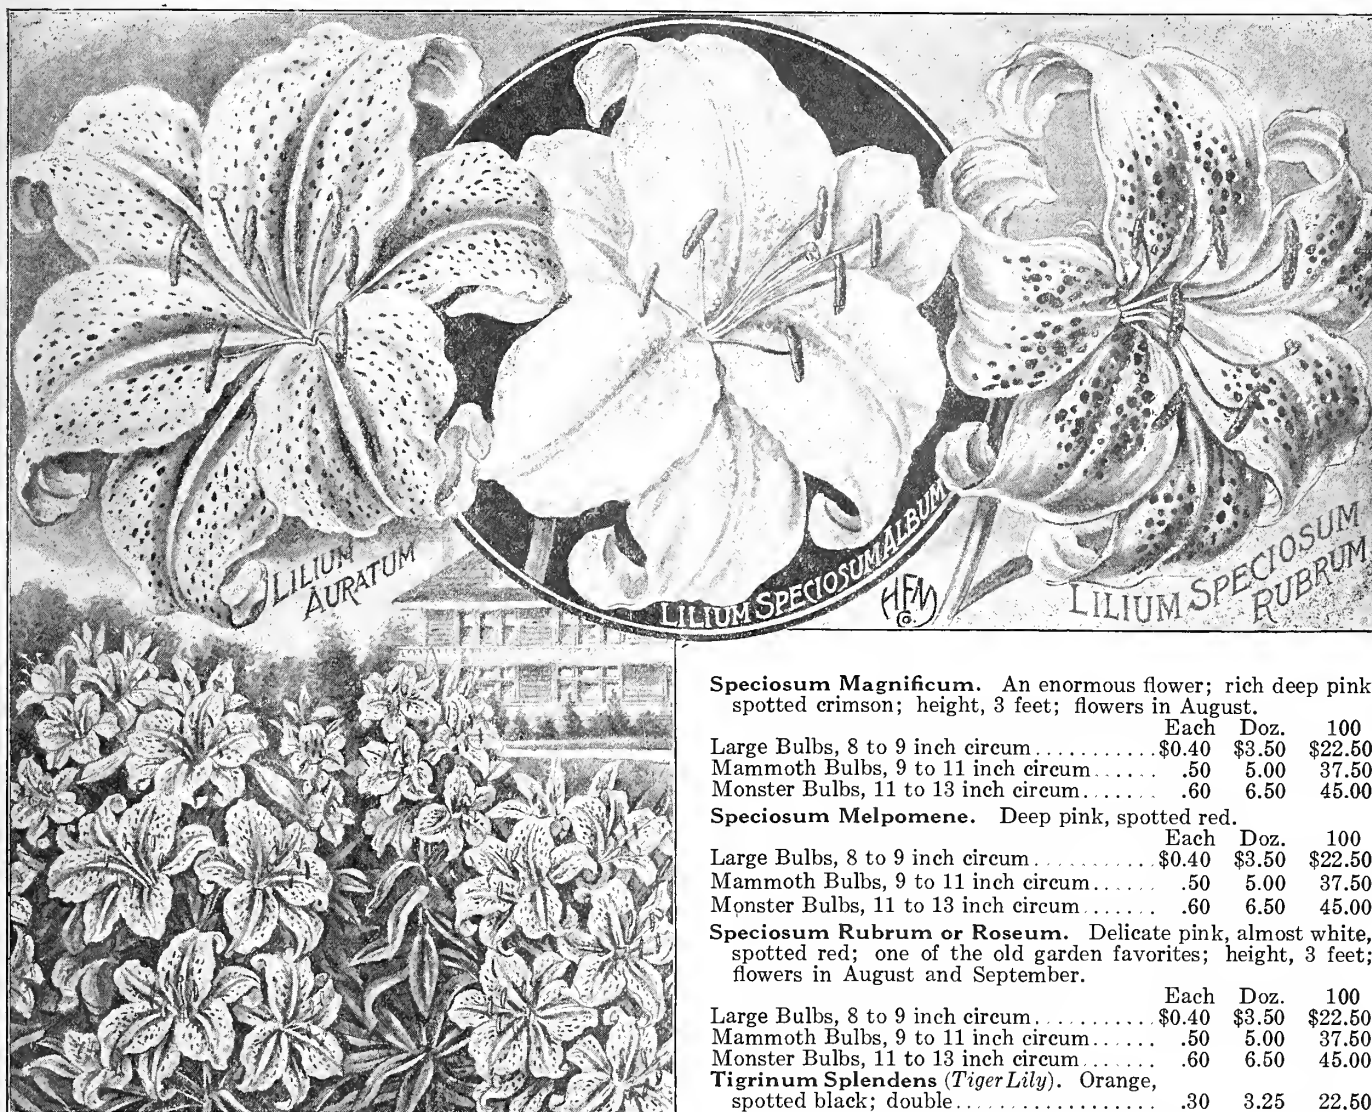 LILIUM
AURATUM
LILIUM SPECIOSUM ALBUM
HFM
Co.
LILIUM SPECIOSUM
RUBRUM
Speciosum Magnificum. An enormous flower; rich deep pink
spotted crimson; height, 3 feet; flowers in August.
Each Doz. 100
Large Bulbs, 8 to 9 inch circum...........$0.40 $3.50 $22.50
Mammoth Bulbs, 9 to 11 inch circum...... .50 5.00 37.50
Monster Bulbs, 11 to 13 inch circum....... .60 6.50 45.00
Speciosum Melpomene. Deep pink, spotted red.
Each Doz. 100
Large Bulbs, 8 to 9 inch circum...........$0.40 $3.50 $22.50
Mammoth Bulbs, 9 to 11 inch circum...... .50 5.00 37.50
Monster Bulbs, 11 to 13 inch circum....... .60 6.50 45.00
Speciosum Rubrum or Roseum. Delicate pink, almost white,
spotted red; one of the old garden favorites; height, 3 feet;
flowers in August and September.
Each Doz. 100
Large Bulbs, 8 to 9 inch circum...........$0.40 $3.50 $22.50
Mammoth Bulbs, 9 to 11 inch circum...... .50 5.00 37.50
Monster Bulbs, 11 to 13 inch circum....... .60 6.50 45.00
Tigrinum Splendens (Tiger Lily). Orange,
spotted black; double................. .30 3.25 22.50